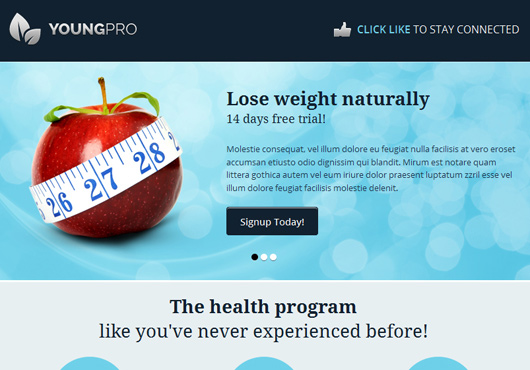 YOUNGPRO
CLICK LIKE TO STAY CONNECTED
Lose weight naturally
14 days free trial!
Molestie consequat, vel illum dolore eu feugiat nulla facilisis at vero eroset
accumsan etiusto odio dignissim qui blandit. Mirum est notare quam
littera gothica autem vel eum iriure dolor praesent luptatum zzril esse vel
illum dolore feugiat facilisis molestie delenit.
Signup Today!
26 27 28
The health program
like you've never experienced before!